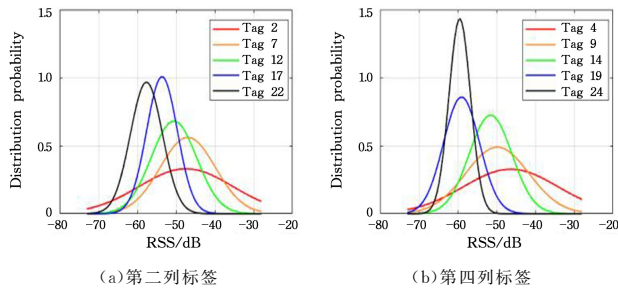 1.5
1.0
0.5
0
Distribution probability
Tag 2
Tag 7
Tag 12
Tag 17
Tag 22
−80 −70 −60 −50 −40 −30 −20
RSS/dB
(a)第二列标签
1.5
1.0
0.5
0
Distribution probability
Tag 4
Tag 9
Tag 14
Tag 19
Tag 24
−80 −70 −60 −50 −40 −30 −20
RSS/dB
(b)第四列标签